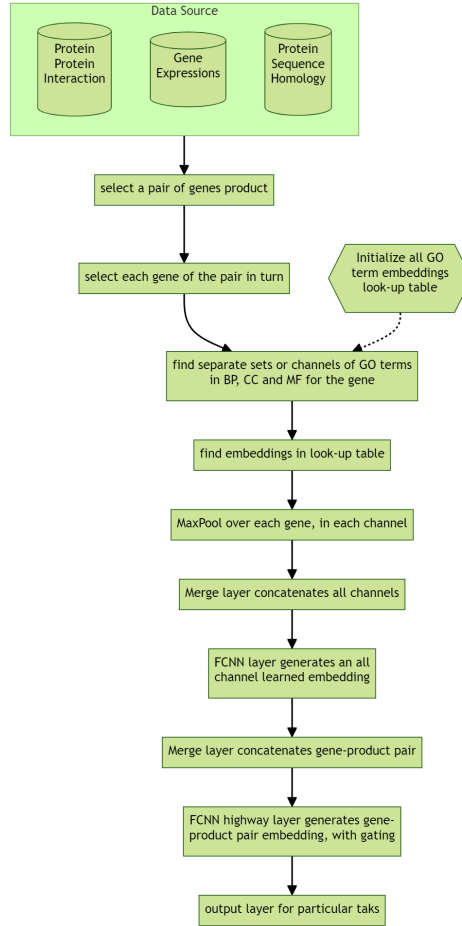 Data Source
Protein
Protein
Interaction
Gene
Expressions
Protein
Sequence
Homology
select a pair of genes product
select each gene of the pair in turn
Initialize all GO
term embeddings
look-up table
find separate sets or channels of GO terms
in BP, CC and MF for the gene
find embeddings in look-up table
MaxPool over each gene, in each channel
Merge layer concatenates all channels
FCNN layer generates an all
channel learned embedding
Merge layer concatenates gene-product pair
FCNN highway layer generates gene-
product pair embedding, with gating
output layer for particular taks